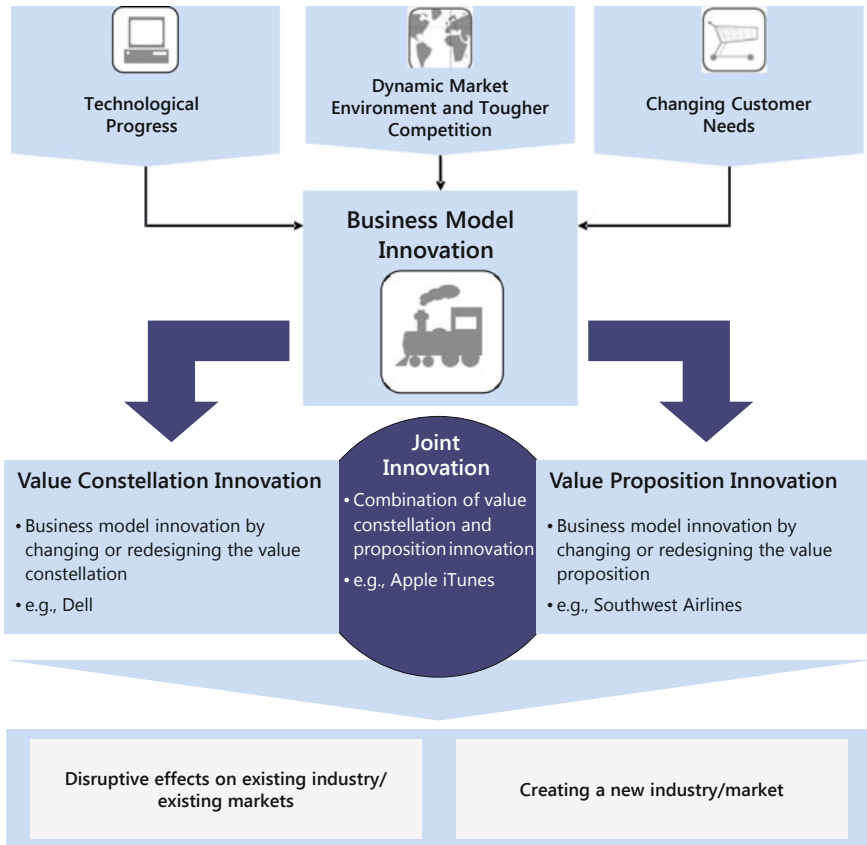 Technological
Progress
Dynamic Market
Environment and Tougher
Competition
Changing Customer
Needs
Business Model
Innovation
Joint
Innovation
• Combination of value
constellation and
proposition innovation
• e.g., Apple iTunes
Value Constellation Innovation
• Business model innovation by
changing or redesigning the value
constellation
• e.g., Dell
Value Proposition Innovation
• Business model innovation by
changing or redesigning the value
proposition
• e.g., Southwest Airlines
Disruptive effects on existing industry/
existing markets
Creating a new industry/market